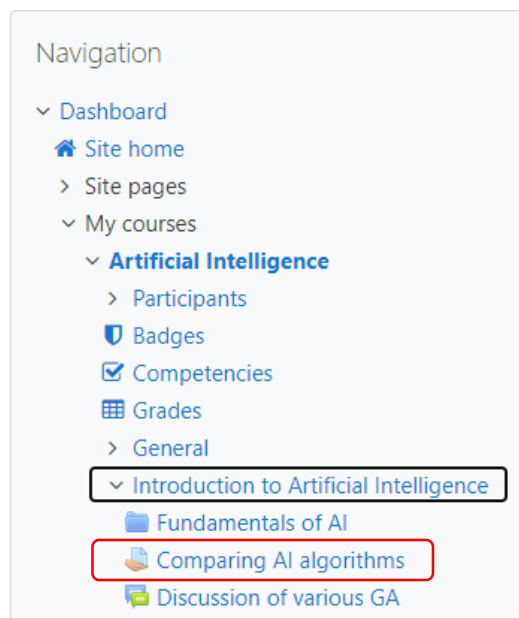 Navigation
Dashboard
Site home
Site pages
My courses
Artificial Intelligence
Participants
Badges
Competencies
Grades
General
Introduction to Artificial Intelligence
Fundamentals of AI
Comparing AI algorithms
Discussion of various GA